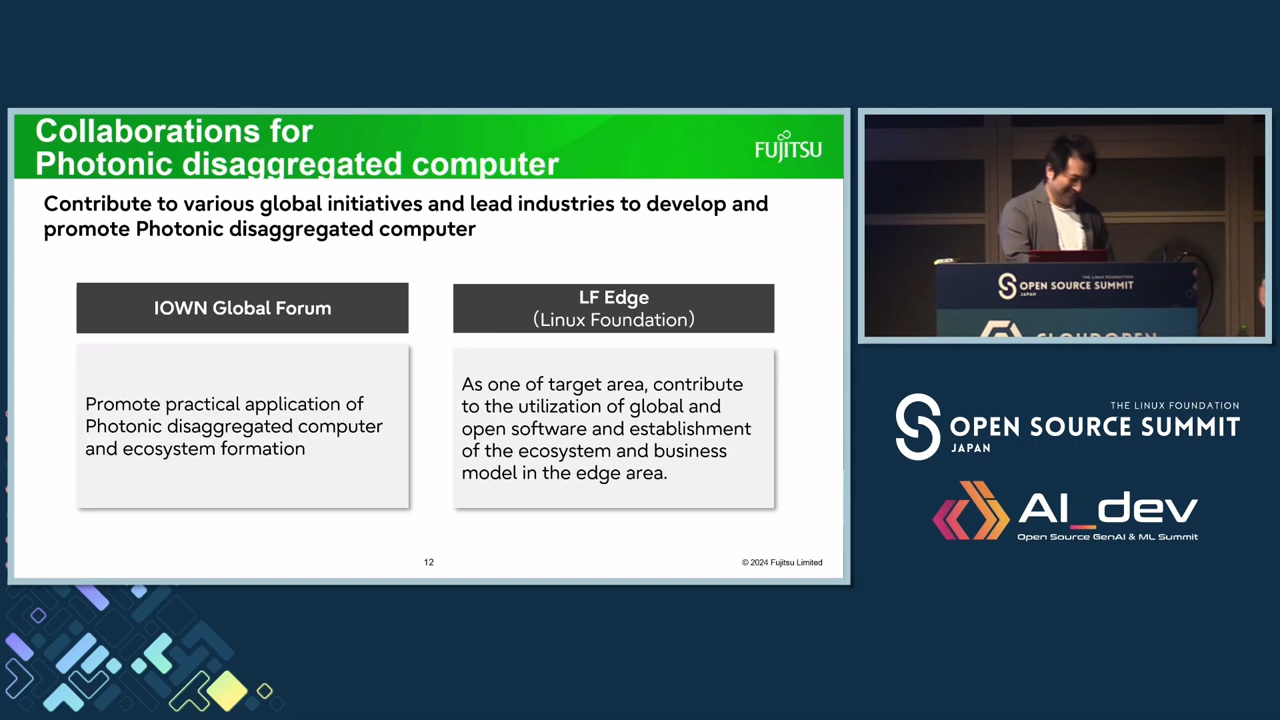 Collaborations for
Photonic disaggregated computer
FUJITSU
Contribute to various global initiatives and lead industries to develop and
promote Photonic disaggregated computer
IOWN Global Forum
LF Edge
(Linux Foundation)
Promote practical application of
Photonic disaggregated computer
and ecosystem formation
As one of target area, contribute
to the utilization of global and
open software and establishment
of the ecosystem and business
model in the edge area.
12
© 2024 Fujitsu Limited
THE LINUX FOUNDATION
OPEN SOURCE SUMMIT
JAPAN
CLOUDOPEN
THE LINUX FOUNDATION
OPEN SOURCE SUMMIT
JAPAN
AI_dev
Open Source GenAI & ML Summit